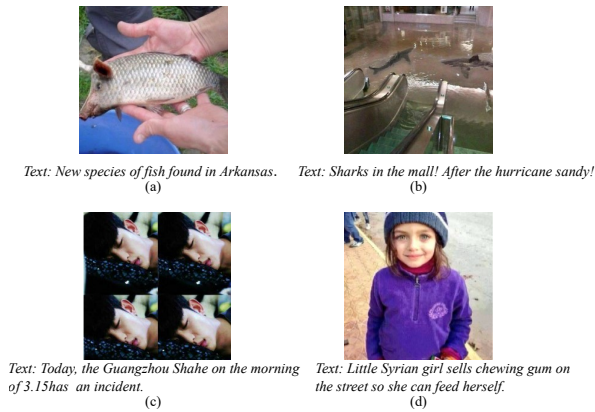 Text: New species of fish found in Arkansas.
(a)
Text: Sharks in the mall! After the hurricane sandy!
(b)
Text: Today, the Guangzhou Shahe on the morning
of 3.15has an incident.
(c)
Text: Little Syrian girl sells chewing gum on
the street so she can feed herself.
(d)